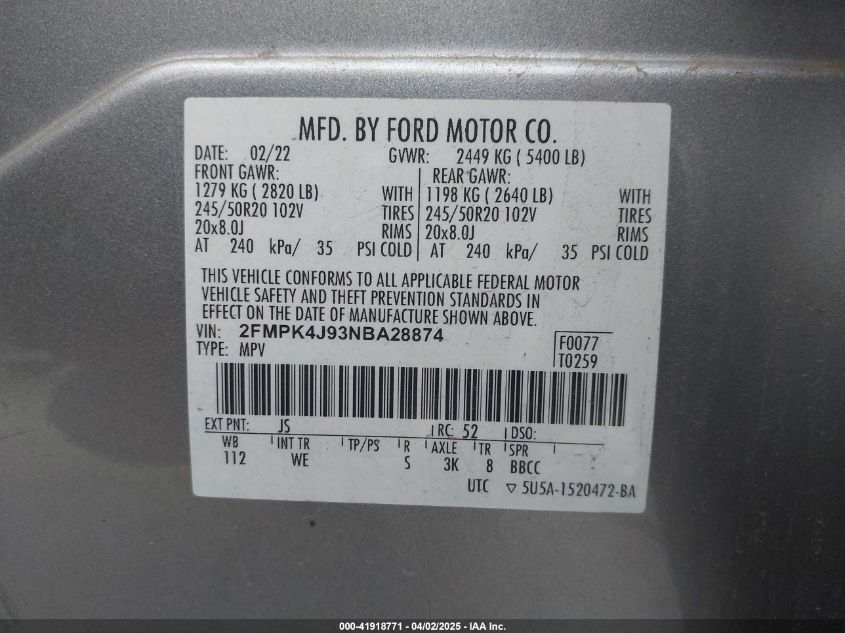 MFD. BY FORD MOTOR CO.
DATE: 02/22 GVWR: 2449 KG ( 5400 LB)
FRONT GAWR: REAR GAWR:
1279 KG ( 2820 LB) WITH 1198 KG ( 2640 LB) WITH
245/50R20 102V TIRES 245/50R20 102V TIRES
20x8.0J RIMS 20x8.0J RIMS
AT 240 kPa/ 35 PSI COLD AT 240 kPa/ 35 PSI COLD
THIS VEHICLE CONFORMS TO ALL APPLICABLE FEDERAL MOTOR
VEHICLE SAFETY AND THEFT PREVENTION STANDARDS IN
EFFECT ON THE DATE OF MANUFACTURE SHOWN ABOVE.
VIN: 2FMPK4J93NBA28874 F0077
TYPE: MPV T0259
EXT PNT: JS RC: 52 DSO:
WB INT TR TP/PS R AXLE TR SPR
112 WE S 3K 8 BBCC
UTC ▽ 5U5A-1520472-BA
000-41918771 - 04/02/2025 - IAA Inc.